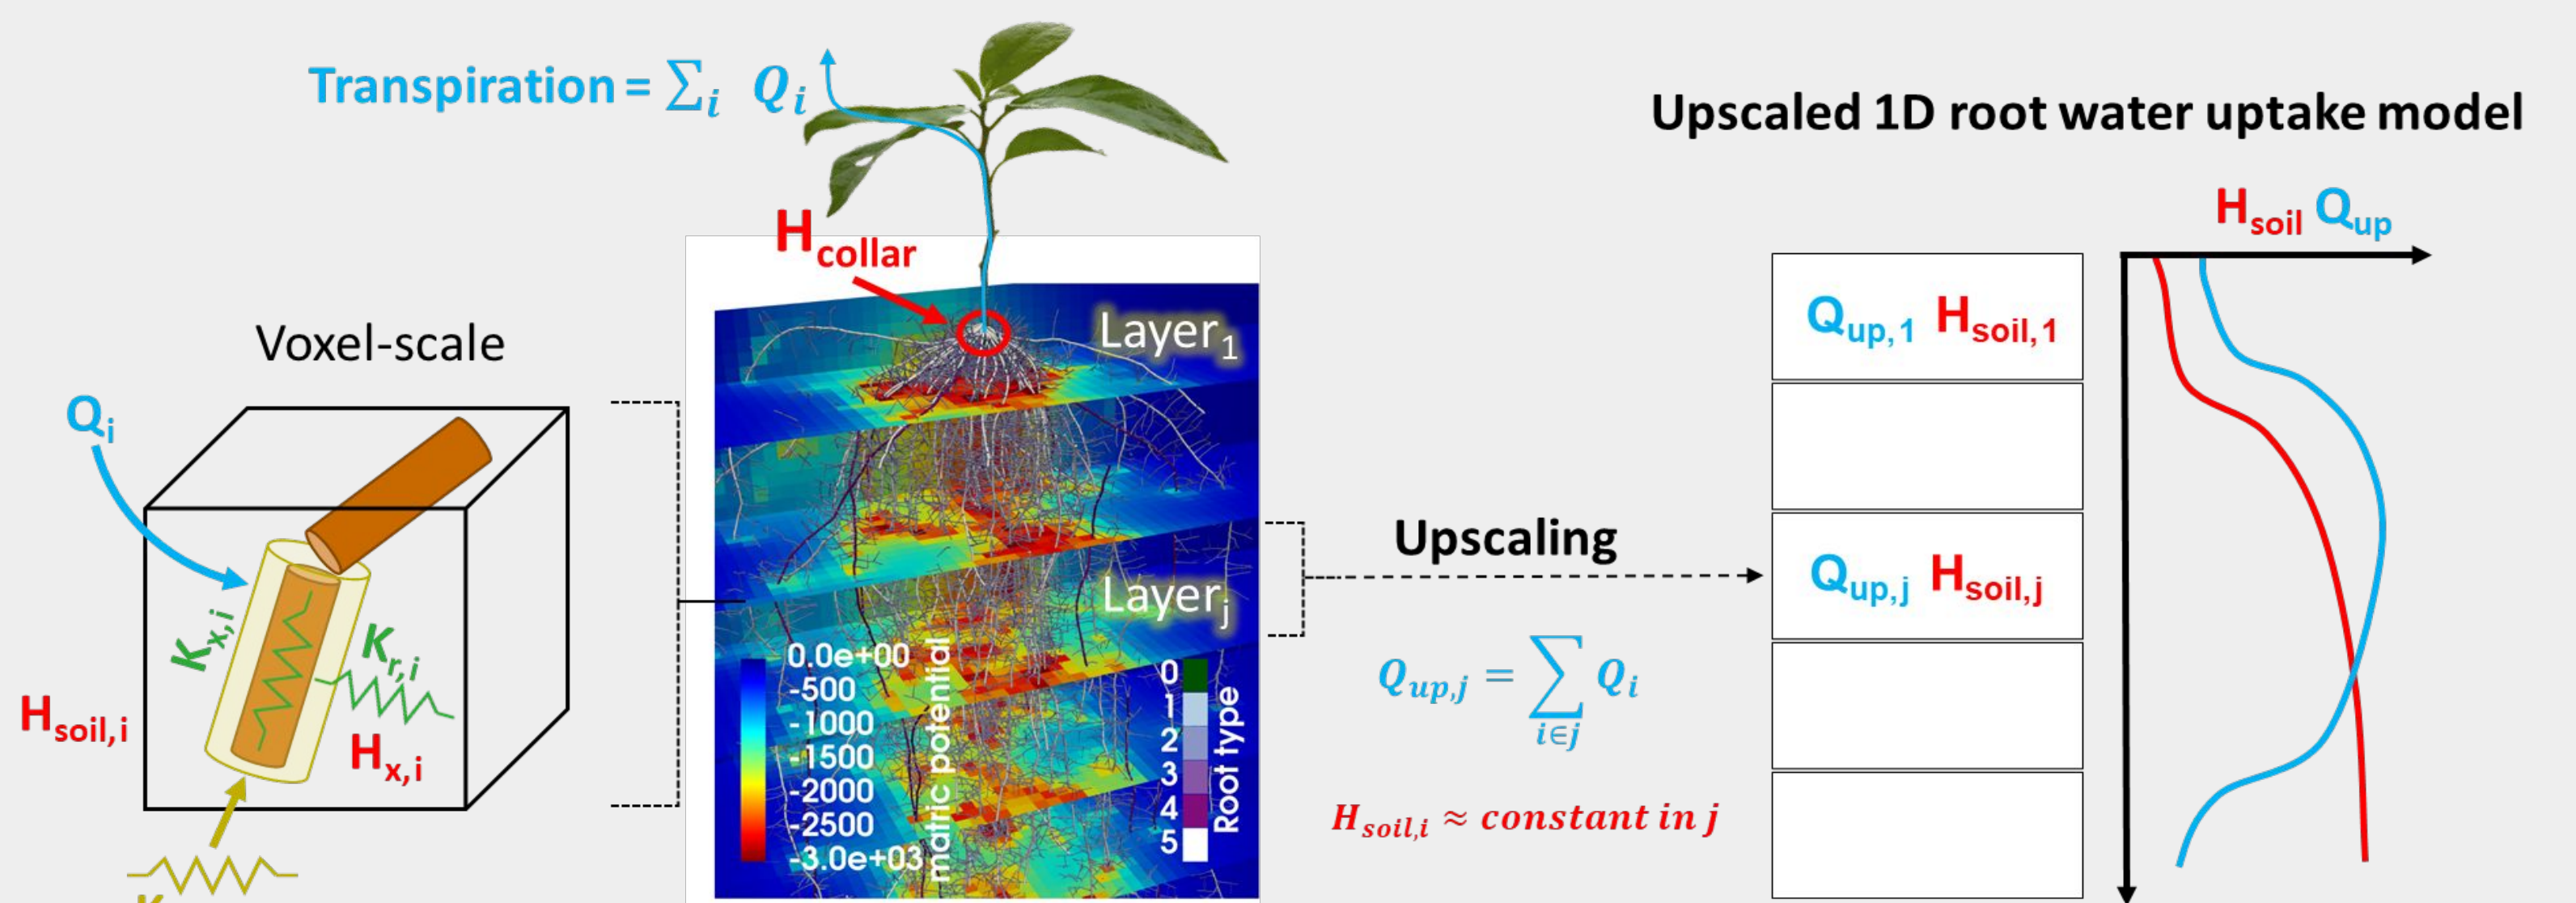 Transpiration = ∑i Qi
Upscaled 1D root water uptake model
Hcollar
Hsoil Qup
Voxel-scale
Layer1
Qup,1 Hsoil,1
Qi
Kx,i
Kr,i
Hsoil,i
Hx,i
Upscaling
Layerj
Qup,j Hsoil,j
Qup,j = ∑i∈j Qi
Hsoil,i ≈ constant in j
0.0e+00
-500
-1000
-1500
-2000
-2500
-3.0e+03
matric potential
0
1
2
3
4
5
Root type